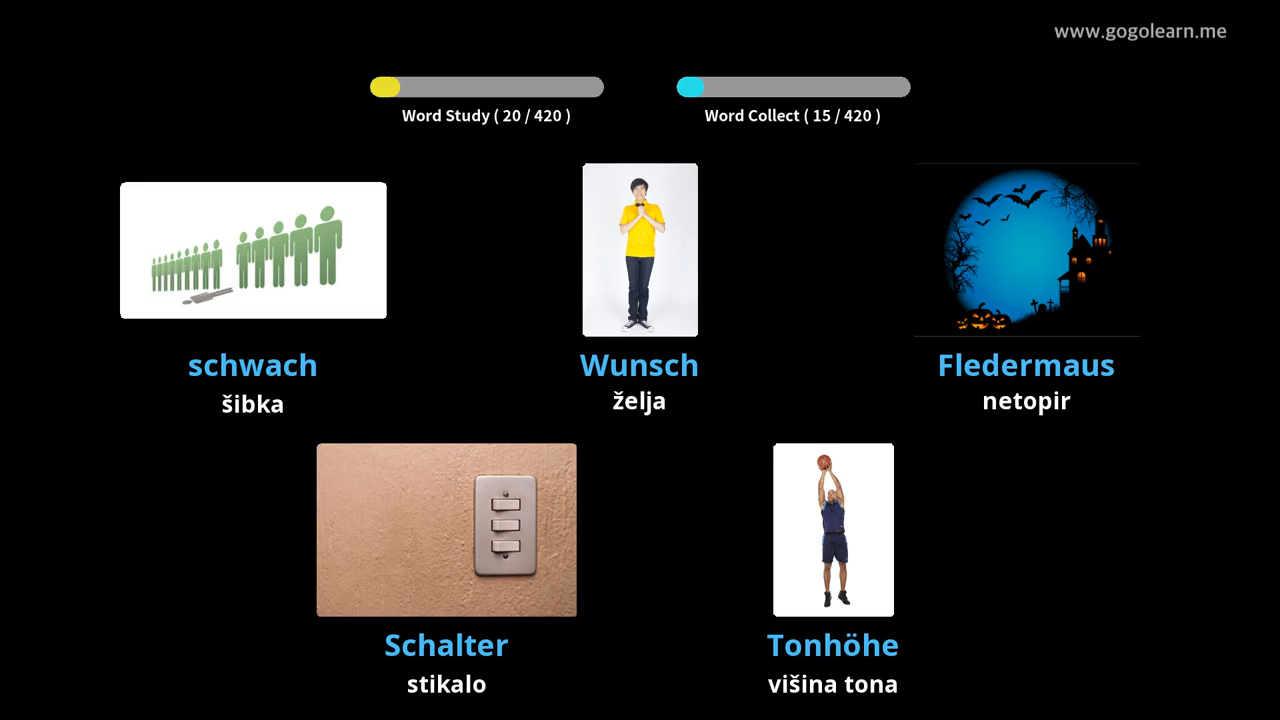 www.gogolearn.me
Word Study ( 20 / 420 )
Word Collect ( 15 / 420 )
schwach
šibka
Wunsch
želja
Fledermaus
netopir
Schalter
stikalo
Tonhöhe
višina tona